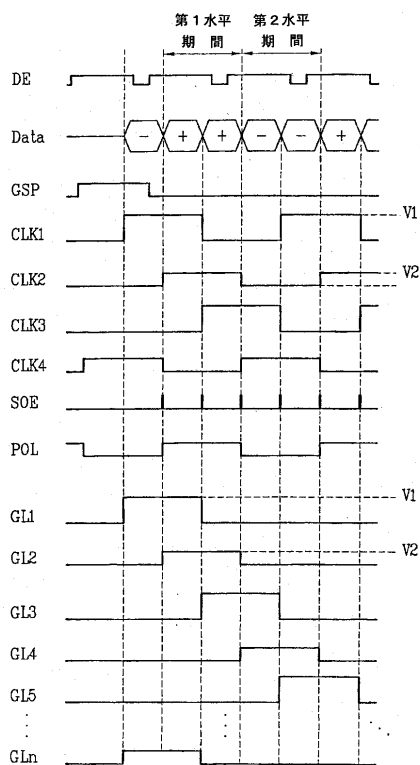 第1水平
期 間
第2水平
期 間
DE
Data
- + + - - +
GSP
CLK1
V1
CLK2
V2
CLK3
CLK4
SOE
POL
GL1
V1
GL2
V2
GL3
GL4
GL5
GLn